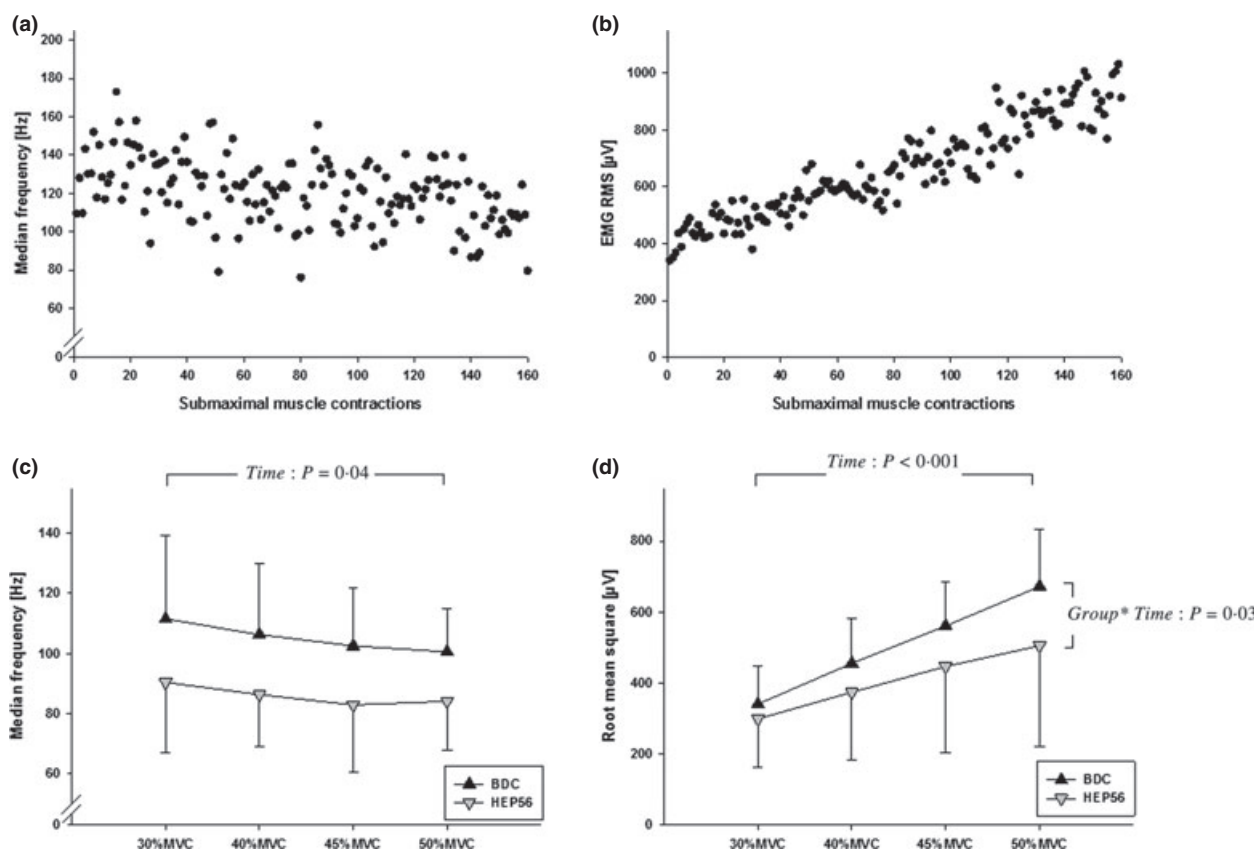 (a)
Median frequency [Hz]
200
180
160
140
120
100
80
60
0
0 20 40 60 80 100 120 140 160
Submaximal muscle contractions
(b)
EMG RMS [µV]
1000
800
600
400
200
0
0 20 40 60 80 100 120 140 160
Submaximal muscle contractions
(c)
Time : P = 0·04
Median frequency [Hz]
140
120
100
80
60
0
BDC
HEP56
30%MVC 40%MVC 45%MVC 50%MVC
(d)
Time : P < 0·001
Root mean square [µV]
800
600
400
200
0
Group* Time : P = 0·03
BDC
HEP56
30%MVC 40%MVC 45%MVC 50%MVC